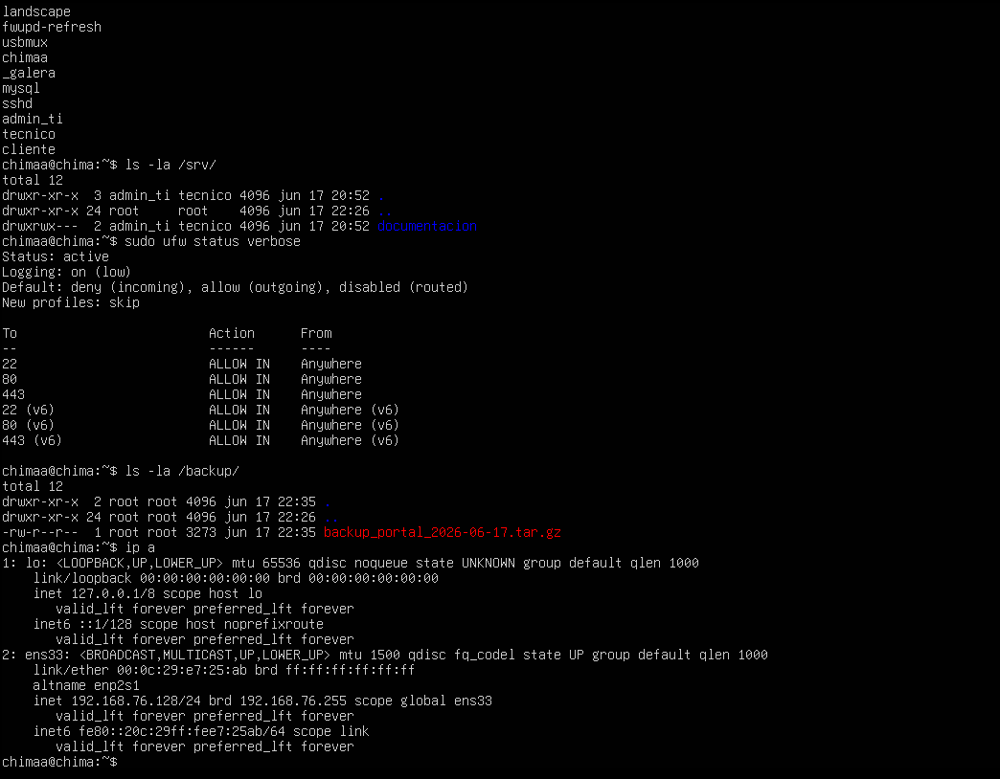 landscape
fwupd-refresh
usbmux
chimaa
_galera
mysql
sshd
admin_ti
tecnico
cliente
chimaa@chima:~$ ls -la /srv/
total 12
drwxr-xr-x  3 admin_ti tecnico 4096 jun 17 20:52 .
drwxr-xr-x 24 root     root    4096 jun 17 22:26 ..
drwxrwx---  2 admin_ti tecnico 4096 jun 17 20:52 documentacion
chimaa@chima:~$ sudo ufw status verbose
Status: active
Logging: on (low)
Default: deny (incoming), allow (outgoing), disabled (routed)
New profiles: skip

To                         Action      From
--                         ------      ----
22                         ALLOW IN    Anywhere
80                         ALLOW IN    Anywhere
443                        ALLOW IN    Anywhere
22 (v6)                    ALLOW IN    Anywhere (v6)
80 (v6)                    ALLOW IN    Anywhere (v6)
443 (v6)                   ALLOW IN    Anywhere (v6)

chimaa@chima:~$ ls -la /backup/
total 12
drwxr-xr-x  2 root root 4096 jun 17 22:35 .
drwxr-xr-x 24 root root 4096 jun 17 22:26 ..
-rw-r--r--  1 root root 3273 jun 17 22:35 backup_portal_2026-06-17.tar.gz
chimaa@chima:~$ ip a
1: lo: <LOOPBACK,UP,LOWER_UP> mtu 65536 qdisc noqueue state UNKNOWN group default qlen 1000
    link/loopback 00:00:00:00:00:00 brd 00:00:00:00:00:00
    inet 127.0.0.1/8 scope host lo
       valid_lft forever preferred_lft forever
    inet6 ::1/128 scope host noprefixroute
       valid_lft forever preferred_lft forever
2: ens33: <BROADCAST,MULTICAST,UP,LOWER_UP> mtu 1500 qdisc fq_codel state UP group default qlen 1000
    link/ether 00:0c:29:e7:25:ab brd ff:ff:ff:ff:ff:ff
    altname enp2s1
    inet 192.168.76.128/24 brd 192.168.76.255 scope global ens33
       valid_lft forever preferred_lft forever
    inet6 fe80::20c:29ff:fee7:25ab/64 scope link
       valid_lft forever preferred_lft forever
chimaa@chima:~$